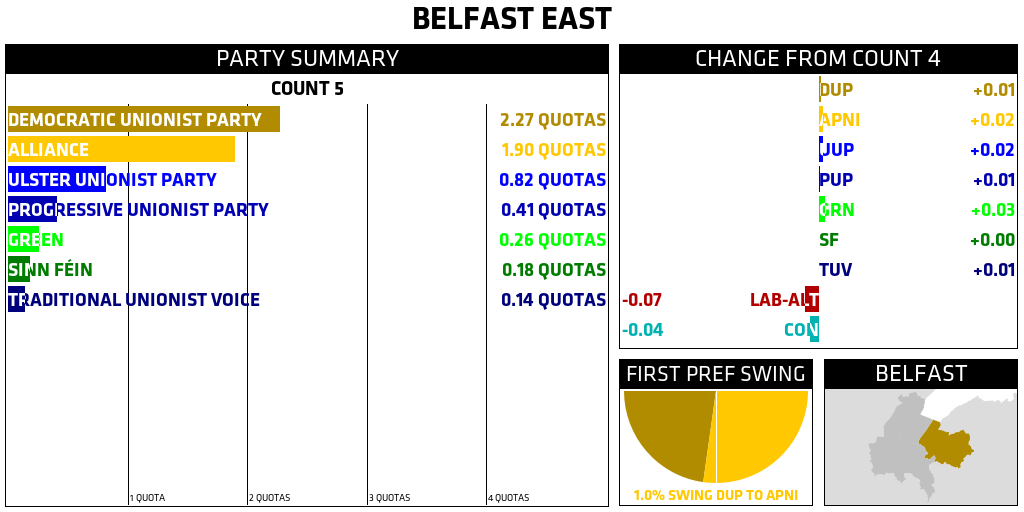 BELFAST EAST
PARTY SUMMARY
COUNT 5
DEMOCRATIC UNIONIST PARTY 2.27 QUOTAS
ALLIANCE 1.90 QUOTAS
ULSTER UNIONIST PARTY 0.82 QUOTAS
PROGRESSIVE UNIONIST PARTY 0.41 QUOTAS
GREEN 0.26 QUOTAS
SINN FÉIN 0.18 QUOTAS
TRADITIONAL UNIONIST VOICE 0.14 QUOTAS
1 QUOTA 2 QUOTAS 3 QUOTAS 4 QUOTAS
CHANGE FROM COUNT 4
DUP +0.01
APNI +0.02
UUP +0.02
PUP +0.01
GRN +0.03
SF +0.00
TUV +0.01
-0.07 LAB-ALT
-0.04 CON
FIRST PREF SWING
1.0% SWING DUP TO APNI
BELFAST